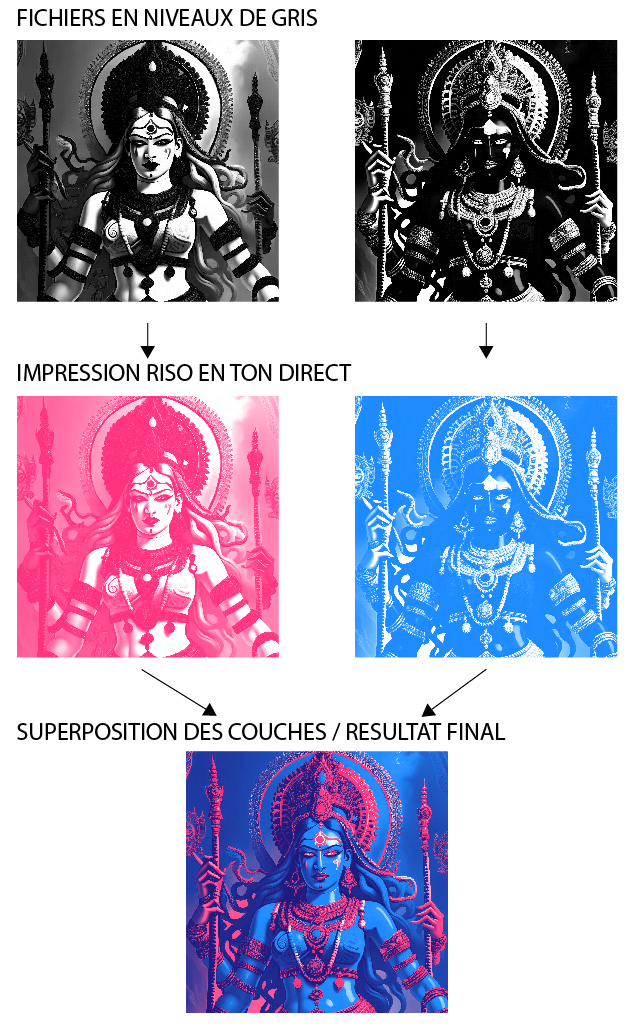 FICHIERS EN NIVEAUX DE GRIS
IMPRESSION RISO EN TON DIRECT
SUPERPOSITION DES COUCHES / RESULTAT FINAL